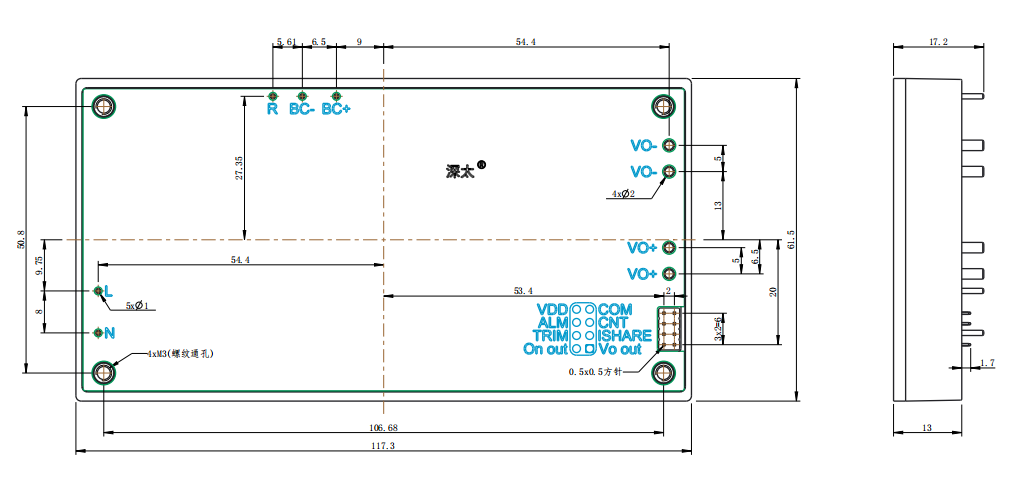 5.61 6.5 9 54.4 17.2
R BC- BC+
VO-
深太®
5
VO-
27.35
4xØ2
13
50.8
61.5
VO+
9.75
6.5
54.4
5
VO+
53.4
2
20
L
5xØ1
8
VDD COM
ALM CNT
TRIM ISHARE
On out Vo out
3x2=6
N
4xM3(螺纹通孔)
0.5x0.5方针
1.7
106.68
13
117.3